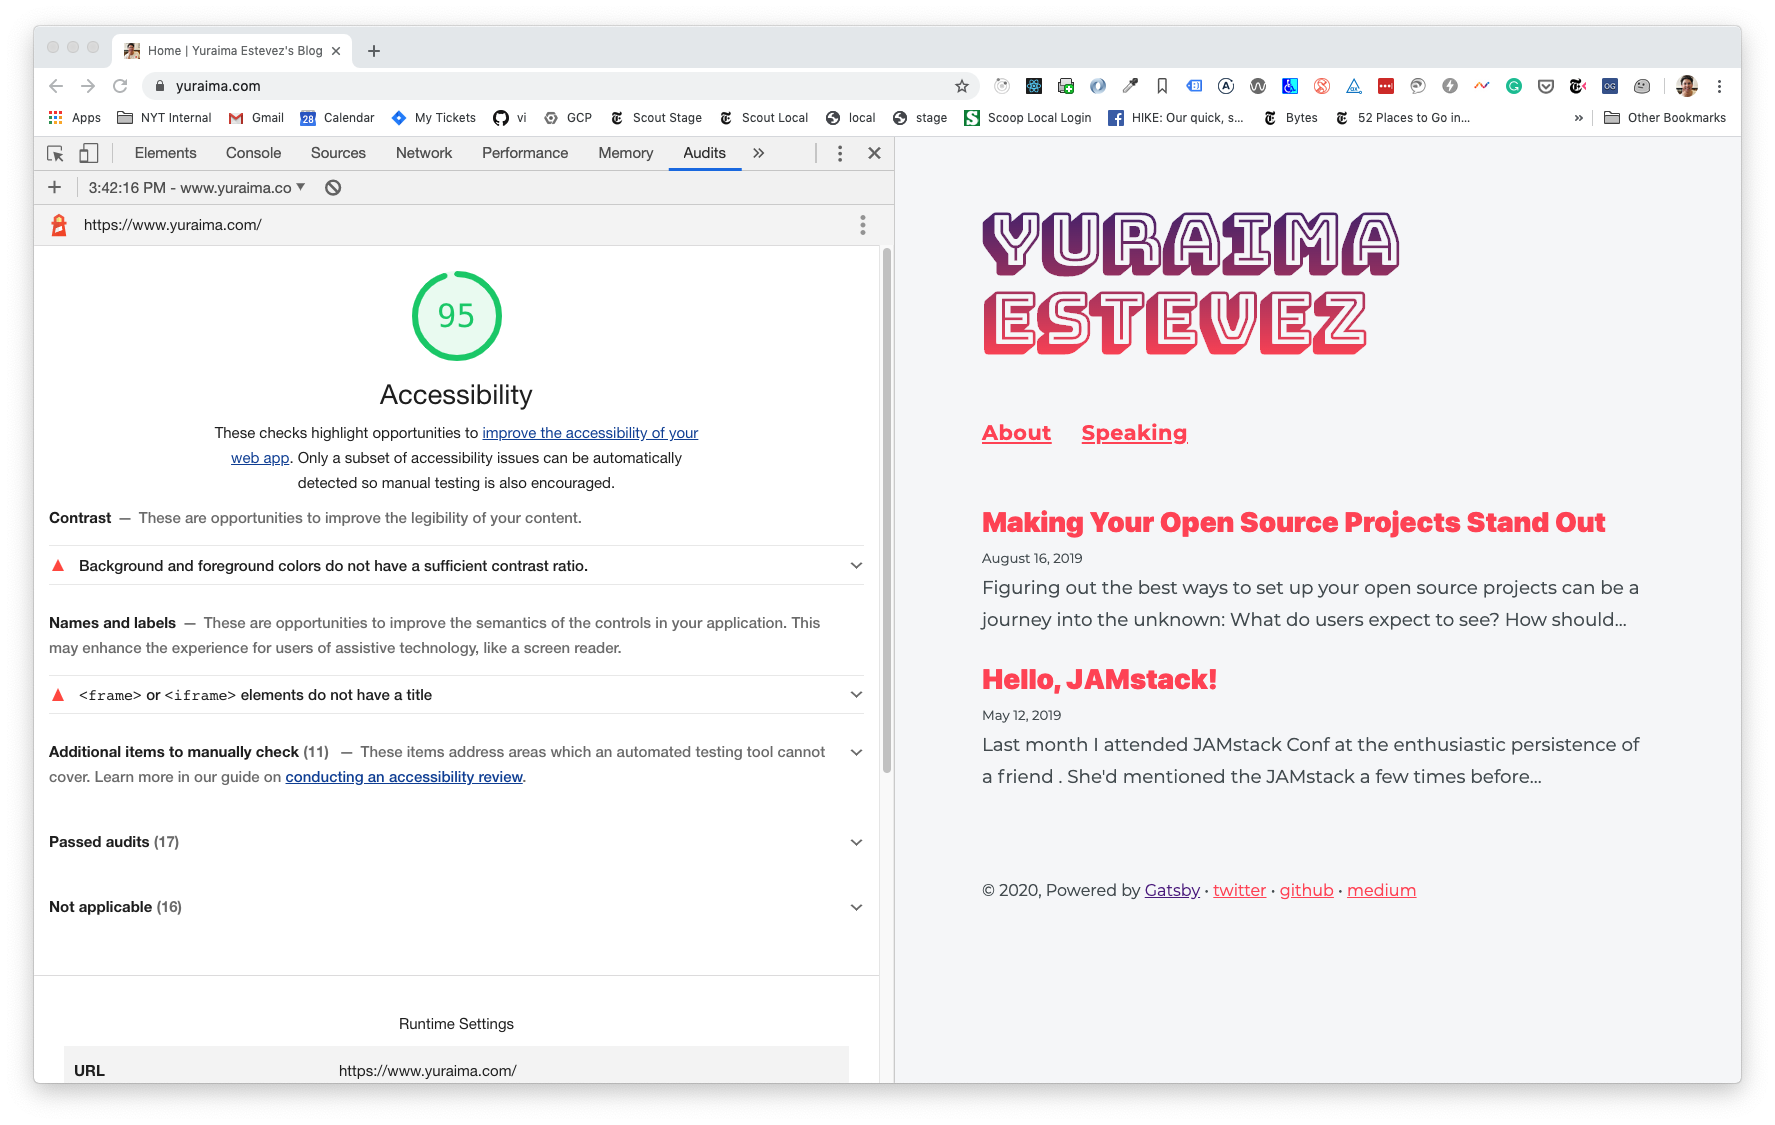 Home | Yuraima Estevez's Blog
yuraima.com
Apps NYT Internal Gmail 28 Calendar My Tickets vi GCP Scout Stage Scout Local local stage Scoop Local Login HIKE: Our quick, s... Bytes 52 Places to Go in... » Other Bookmarks
Elements Console Sources Network Performance Memory Audits »
3:42:16 PM - www.yuraima.co
https://www.yuraima.com/
95
Accessibility
These checks highlight opportunities to improve the accessibility of your
web app. Only a subset of accessibility issues can be automatically
detected so manual testing is also encouraged.
Contrast — These are opportunities to improve the legibility of your content.
Background and foreground colors do not have a sufficient contrast ratio.
Names and labels — These are opportunities to improve the semantics of the controls in your application. This
may enhance the experience for users of assistive technology, like a screen reader.
<frame> or <iframe> elements do not have a title
Additional items to manually check (11) — These items address areas which an automated testing tool cannot
cover. Learn more in our guide on conducting an accessibility review.
Passed audits (17)
Not applicable (16)
Runtime Settings
URL https://www.yuraima.com/
YURAIMA
ESTEVEZ
About Speaking
Making Your Open Source Projects Stand Out
August 16, 2019
Figuring out the best ways to set up your open source projects can be a
journey into the unknown: What do users expect to see? How should...
Hello, JAMstack!
May 12, 2019
Last month I attended JAMstack Conf at the enthusiastic persistence of
a friend . She'd mentioned the JAMstack a few times before...
© 2020, Powered by Gatsby • twitter • github • medium